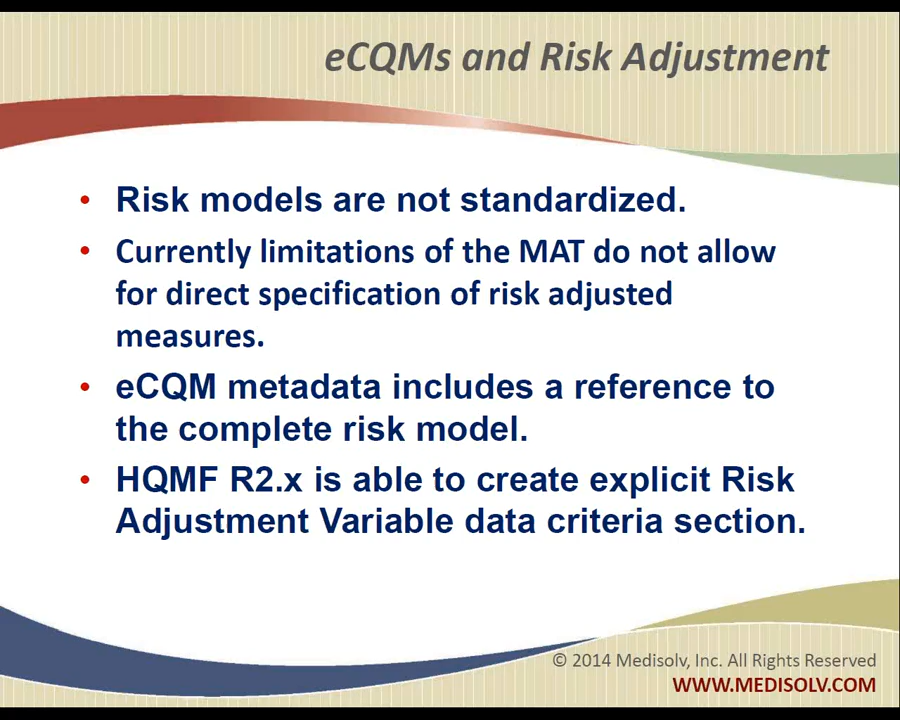 eCQMs and Risk Adjustment
• Risk models are not standardized.
• Currently limitations of the MAT do not allow
for direct specification of risk adjusted
measures.
• eCQM metadata includes a reference to
the complete risk model.
• HQMF R2.x is able to create explicit Risk
Adjustment Variable data criteria section.
© 2014 Medisolv, Inc. All Rights Reserved
WWW.MEDISOLV.COM